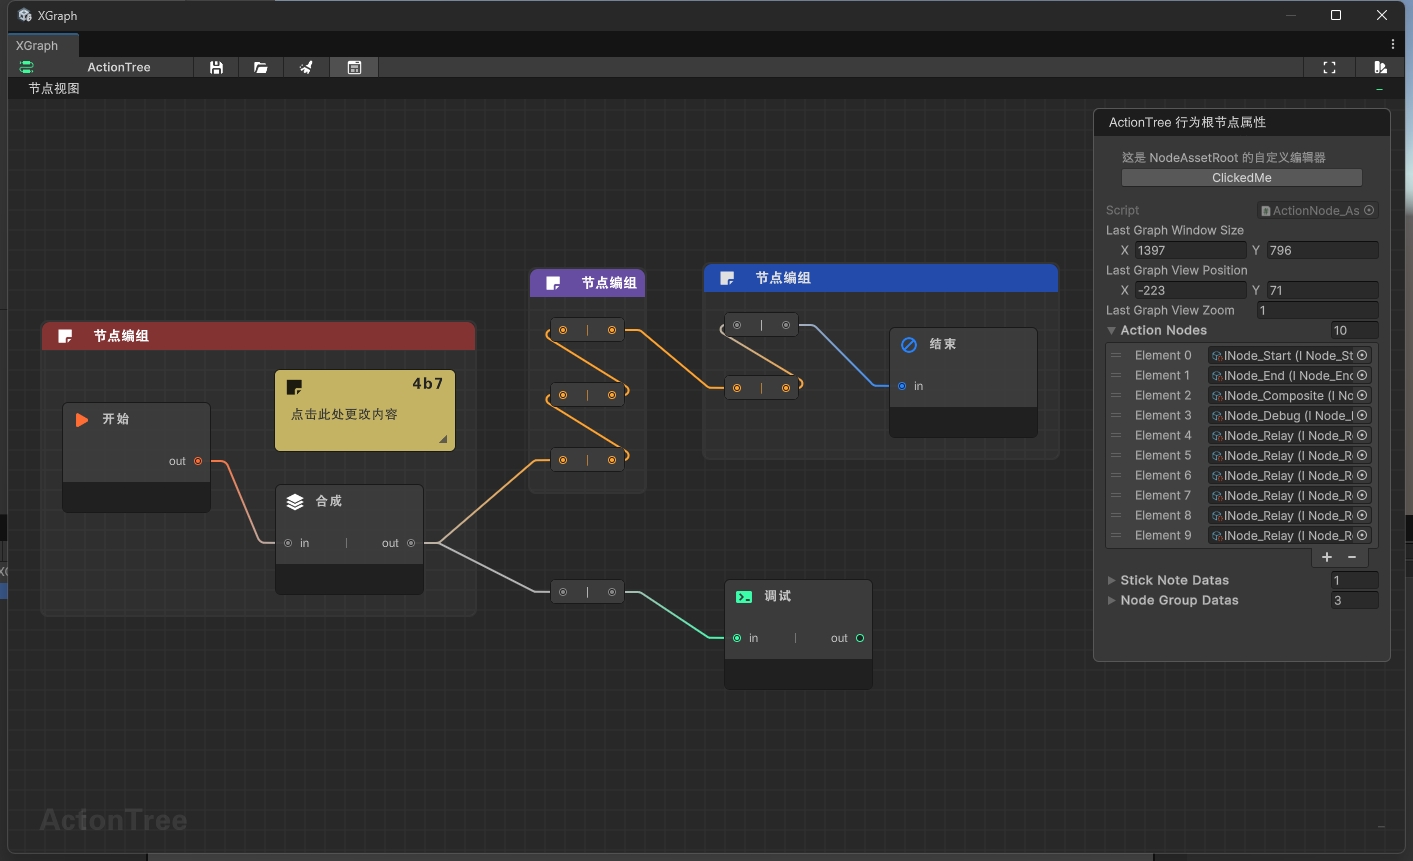 XGraph
XGraph
ActionTree
节点视图
ActionTree 行为根节点属性
这是 NodeAssetRoot 的自定义编辑器
ClickedMe
Script
ActionNode_As
Last Graph Window Size
X 1397 Y 796
Last Graph View Position
X -223 Y 71
Last Graph View Zoom 1
Action Nodes 10
Element 0 INode_Start (I Node_St
Element 1 INode_End (I Node_End
Element 2 INode_Composite (I No
Element 3 INode_Debug (I Node_
Element 4 INode_Relay (I Node_R
Element 5 INode_Relay (I Node_R
Element 6 INode_Relay (I Node_R
Element 7 INode_Relay (I Node_R
Element 8 INode_Relay (I Node_R
Element 9 INode_Relay (I Node_R
+ −
Stick Note Datas 1
Node Group Datas 3
节点编组
节点编组
节点编组
开始
out
4b7
点击此处更改内容
合成
in | out
结束
in
调试
in | out
ActionTree